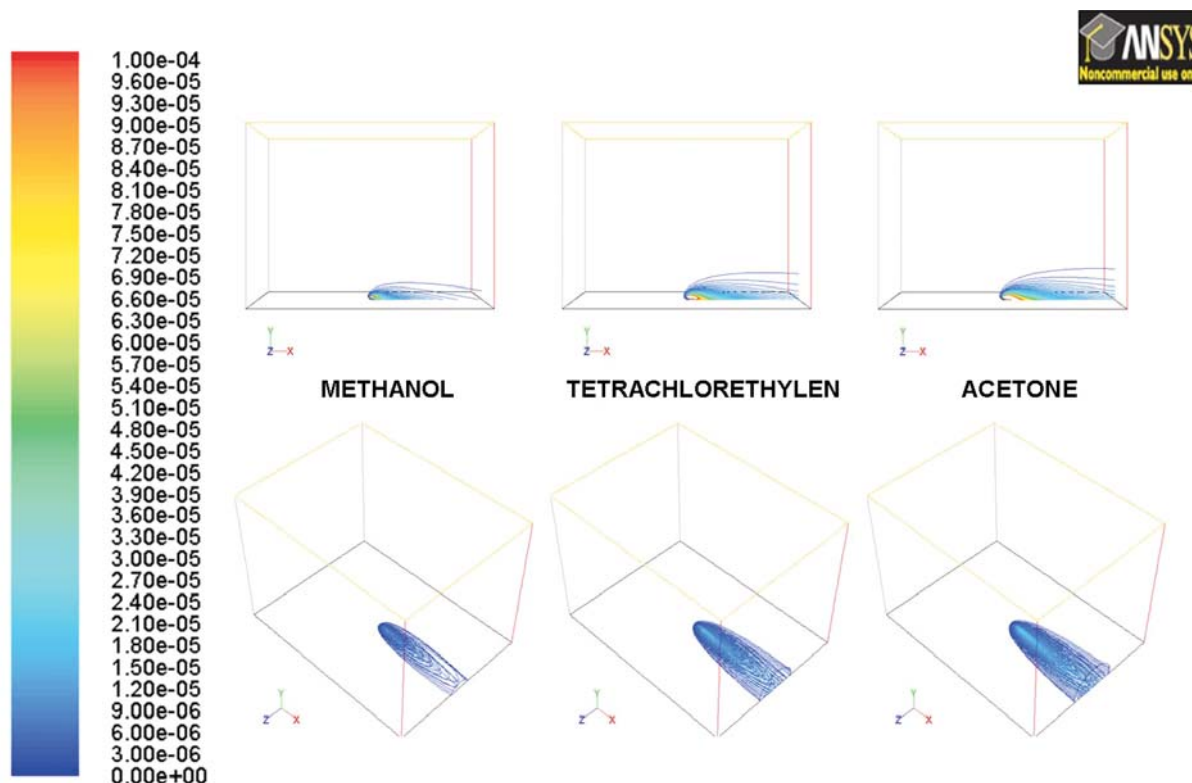 ANSYS
Noncommercial use on
1.00e-04
9.60e-05
9.30e-05
9.00e-05
8.70e-05
8.40e-05
8.10e-05
7.80e-05
7.50e-05
7.20e-05
6.90e-05
6.60e-05
6.30e-05
6.00e-05
5.70e-05
5.40e-05
5.10e-05
4.80e-05
4.50e-05
4.20e-05
3.90e-05
3.60e-05
3.30e-05
3.00e-05
2.70e-05
2.40e-05
2.10e-05
1.80e-05
1.50e-05
1.20e-05
9.00e-06
6.00e-06
3.00e-06
0.00e+00
Y
Z X
Y
Z X
Y
Z X
METHANOL
TETRACHLORETHYLEN
ACETONE
Y
Z X
Y
Z X
Y
Z X